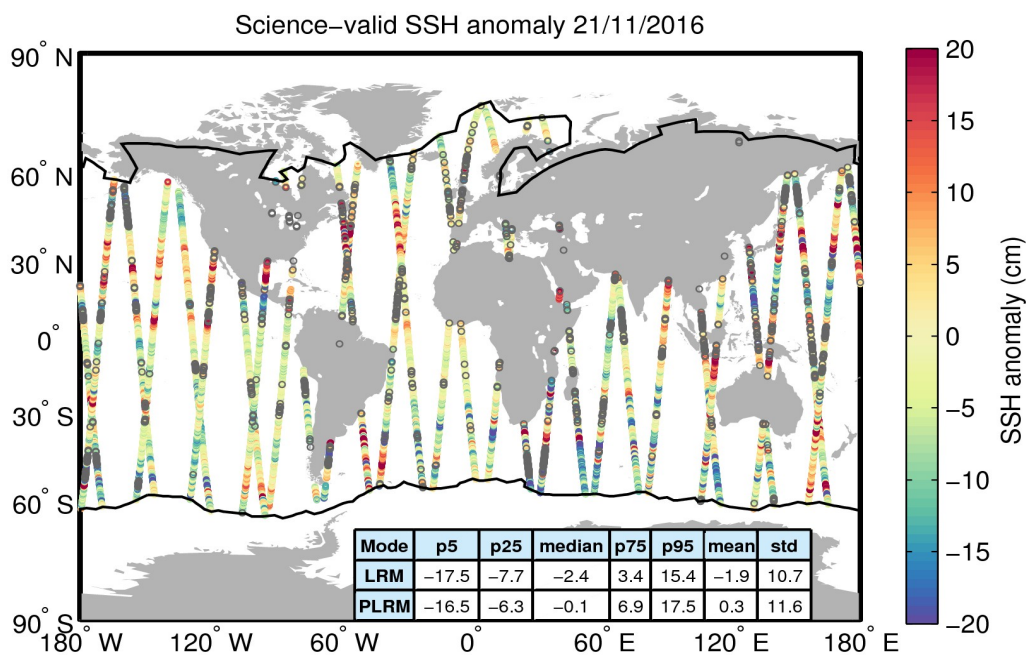 Science−valid SSH anomaly 21/11/2016
90° N
60° N
30° N
0°
30° S
60° S
90° S
180° W
120° W
60° W
0°
60° E
120° E
180° E
Mode p5 p25 median p75 p95 mean std
LRM −17.5 −7.7 −2.4 3.4 15.4 −1.9 10.7
PLRM −16.5 −6.3 −0.1 6.9 17.5 0.3 11.6
20
15
10
5
0
−5
−10
−15
−20
SSH anomaly (cm)